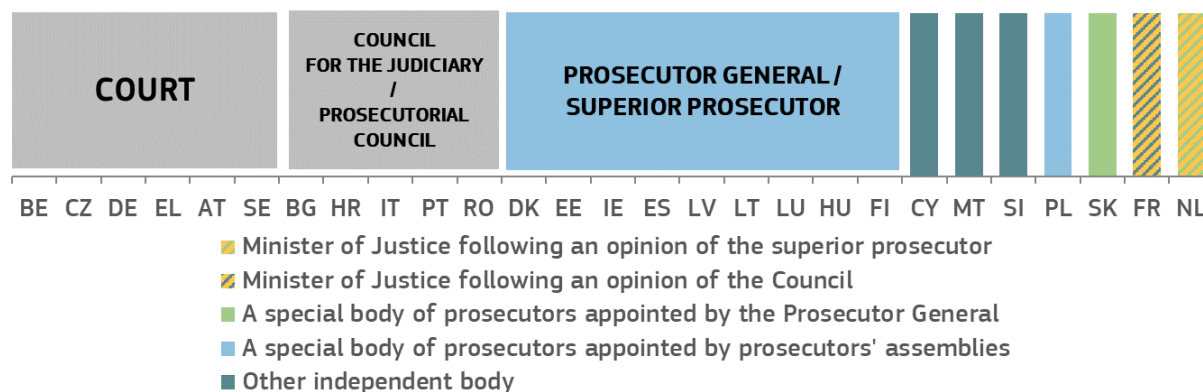 COURT
COUNCIL
FOR THE JUDICIARY
/
PROSECUTORIAL
COUNCIL
PROSECUTOR GENERAL /
SUPERIOR PROSECUTOR
BE CZ DE EL AT SE BG HR IT PT RO DK EE IE ES LV LT LU HU FI CY MT SI PL SK FR NL
Minister of Justice following an opinion of the superior prosecutor
Minister of Justice following an opinion of the Council
A special body of prosecutors appointed by the Prosecutor General
A special body of prosecutors appointed by prosecutors' assemblies
Other independent body